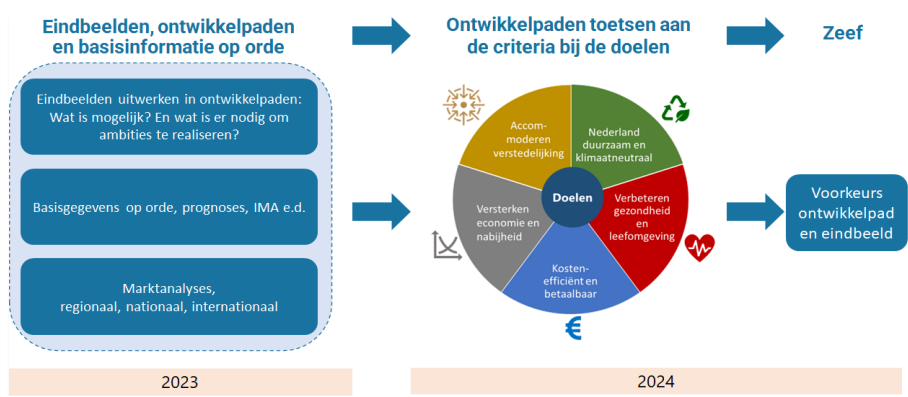 Eindbeelden, ontwikkelpaden
en basisinformatie op orde
Ontwikkelpaden toetsen aan
de criteria bij de doelen
Zeef
Eindbeelden uitwerken in ontwikkelpaden:
Wat is mogelijk? En wat is er nodig om
ambities te realiseren?
Basisgegevens op orde, prognoses, IMA e.d.
Marktanalyses,
regionaal, nationaal, internationaal
Accom-
moderen
verstedelijking
Nederland
duurzaam en
klimaatneutraal
Doelen
Versterken
economie en
nabijheid
Verbeteren
gezondheid
en
leefomgeving
Kosten-
efficiënt en
betaalbaar
€
Voorkeurs
ontwikkelpad
en eindbeeld
2023
2024